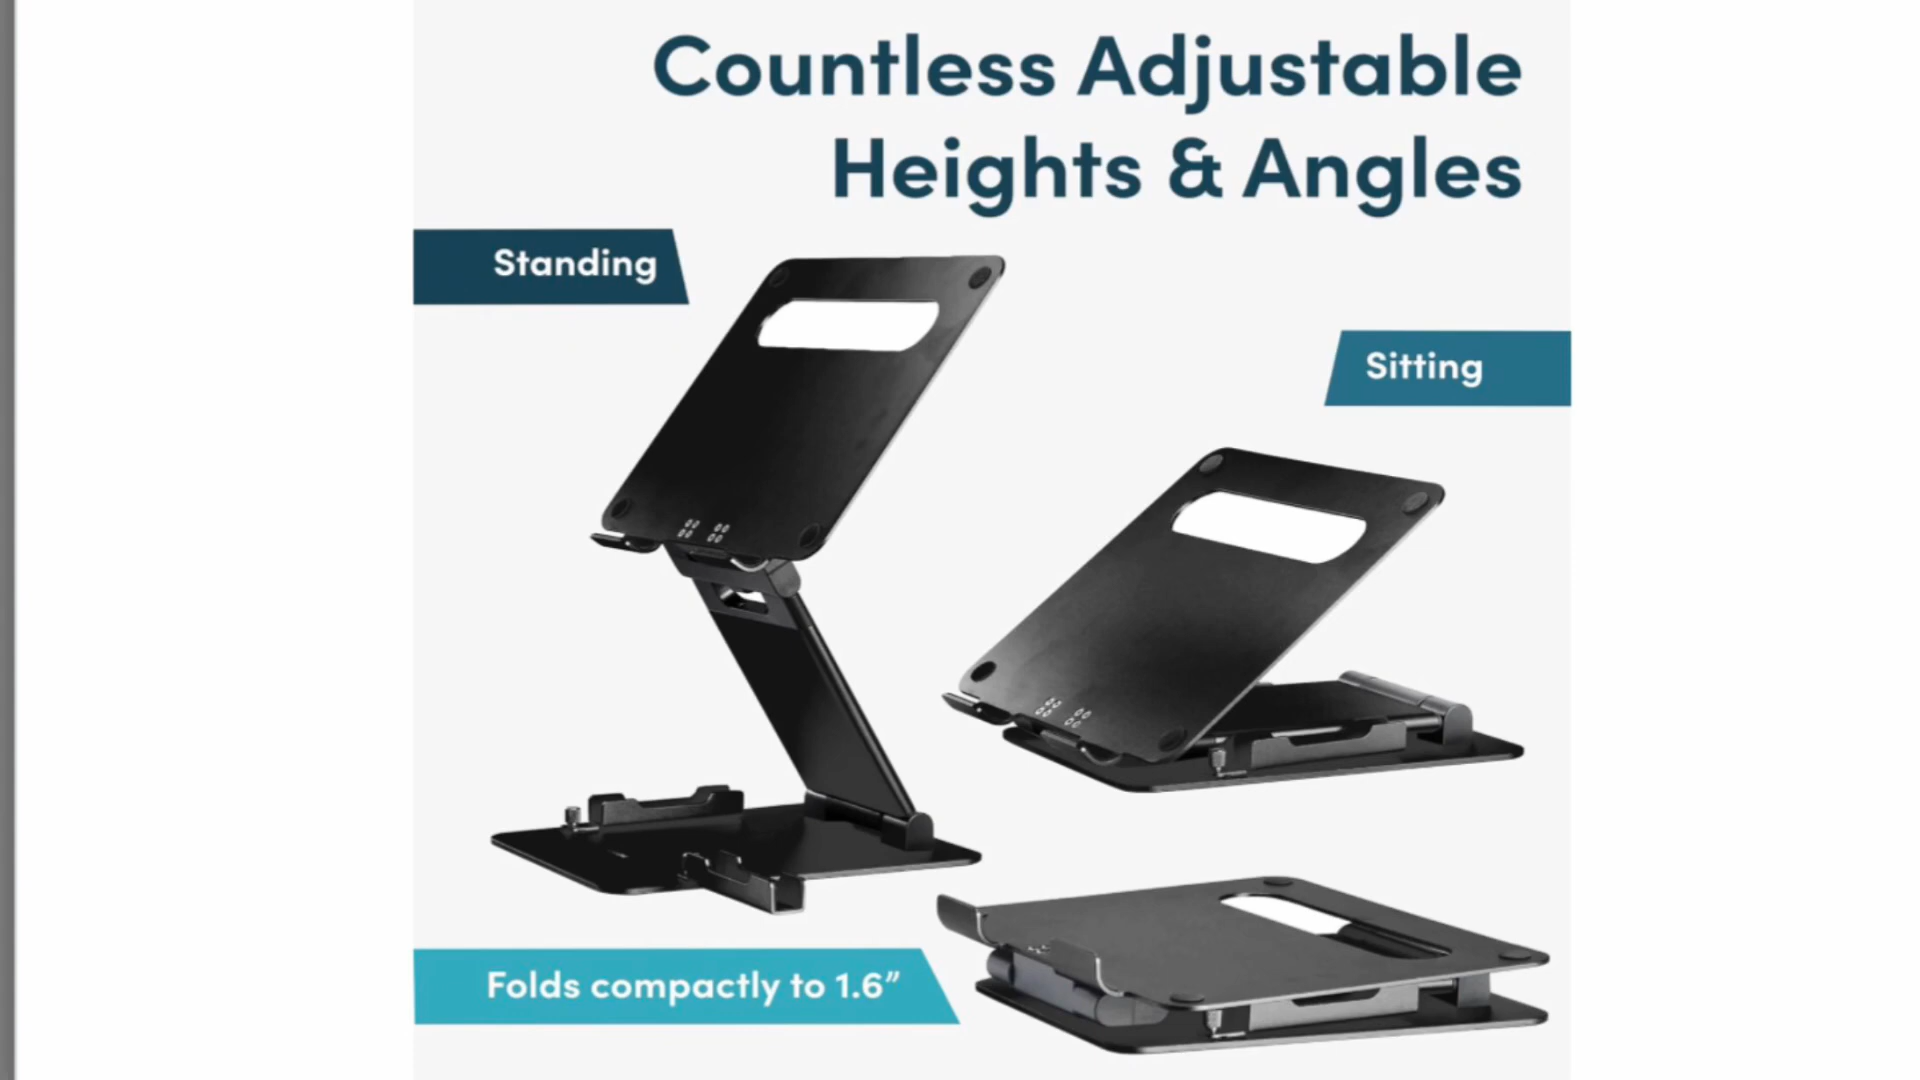 Countless Adjustable
Heights & Angles
Standing
Sitting
Folds compactly to 1.6”